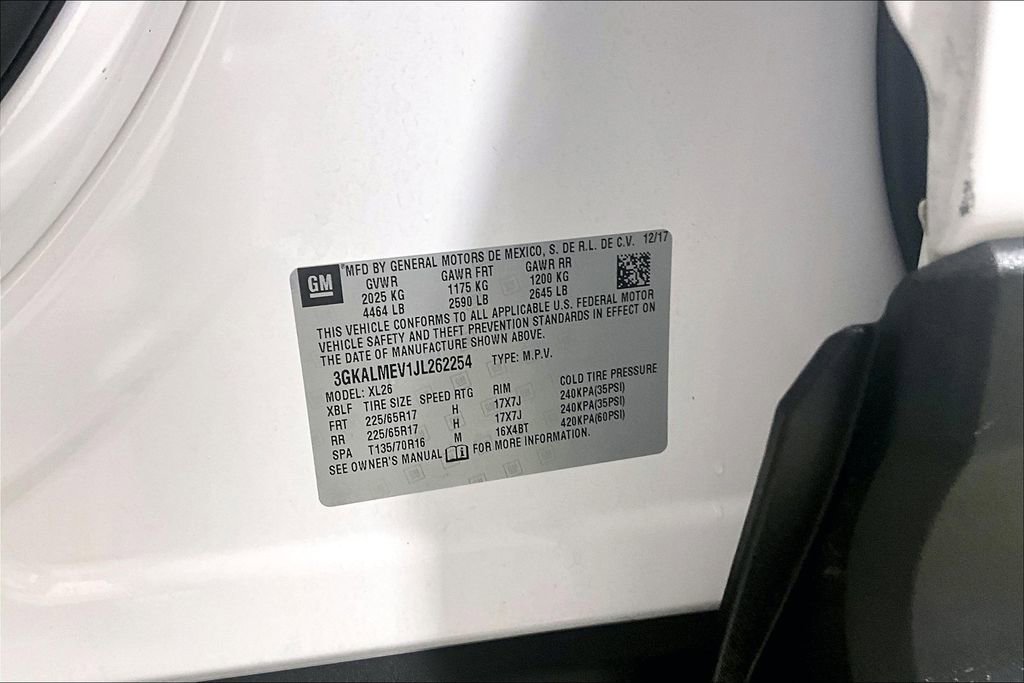 GM
®MFD BY GENERAL MOTORS DE MEXICO, S. DE R.L. DE C.V. 12/17
GVWR GAWR FRT GAWR RR
2025 KG 1175 KG 1200 KG
4464 LB 2590 LB 2645 LB
THIS VEHICLE CONFORMS TO ALL APPLICABLE U.S. FEDERAL MOTOR
VEHICLE SAFETY AND THEFT PREVENTION STANDARDS IN EFFECT ON
THE DATE OF MANUFACTURE SHOWN ABOVE.
3GKALMEV1JL262254 TYPE: M.P.V.
MODEL: XL26
XBLF TIRE SIZE SPEED RTG RIM COLD TIRE PRESSURE
FRT 225/65R17 H 17X7J 240KPA(35PSI)
RR 225/65R17 H 17X7J 240KPA(35PSI)
SPA T135/70R16 M 16X4BT 420KPA(60PSI)
SEE OWNER'S MANUAL FOR MORE INFORMATION.